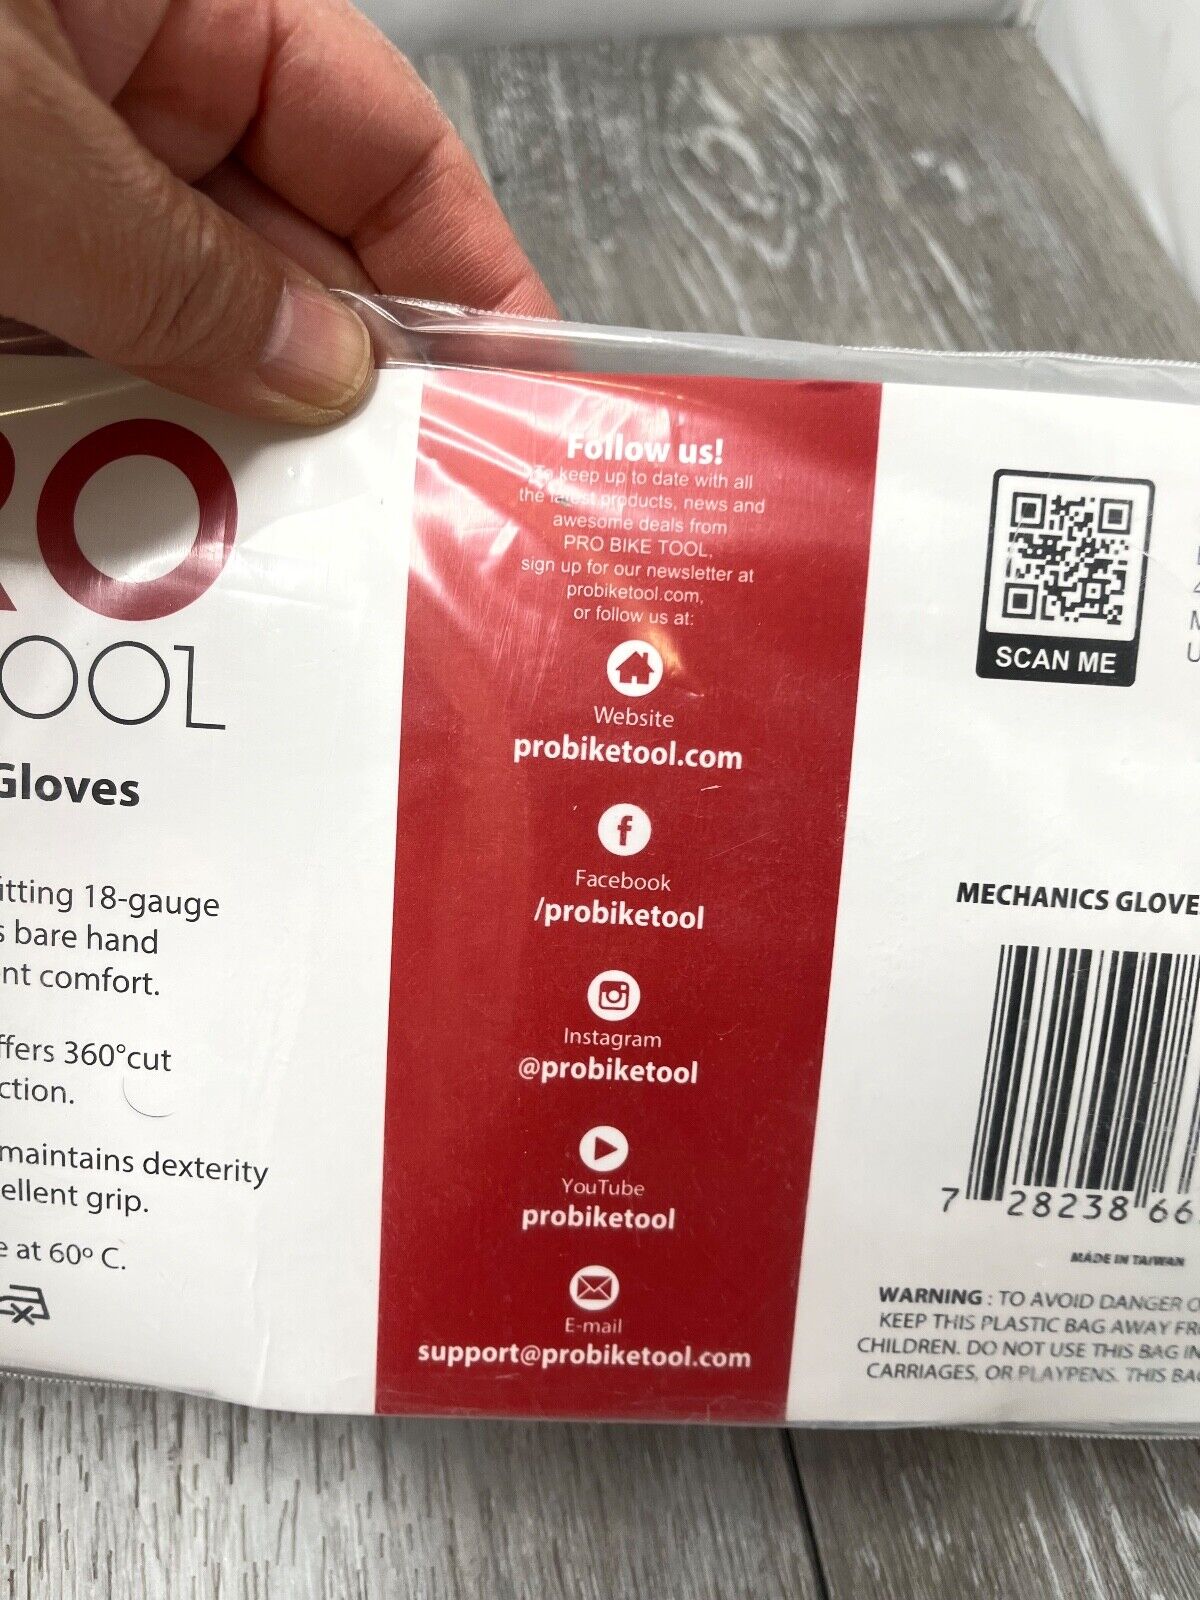 RO
OOL
Gloves
itting 18-gauge
s bare hand
nt comfort.
ffers 360°cut
ction.
maintains dexterity
ellent grip.
e at 60º C.
Follow us!
To keep up to date with all
the latest products, news and
awesome deals from
PRO BIKE TOOL,
sign up for our newsletter at
probiketool.com,
or follow us at:
Website
probiketool.com
Facebook
/probiketool
Instagram
@probiketool
YouTube
probiketool
E-mail
support@probiketool.com
SCAN ME
MECHANICS GLOVE
7 28238 66
MADE IN TAIWAN
WARNING : TO AVOID DANGER O
KEEP THIS PLASTIC BAG AWAY FR
CHILDREN. DO NOT USE THIS BAG IN
CARRIAGES, OR PLAYPENS. THIS BAG